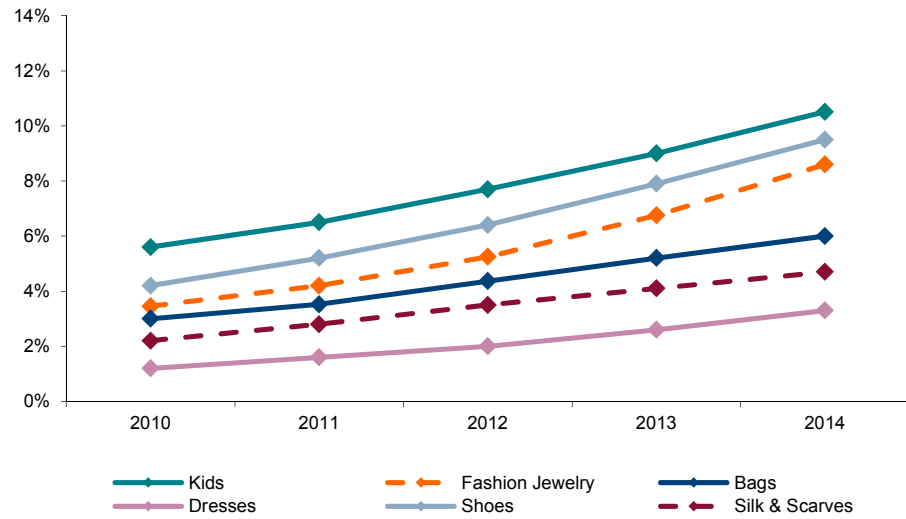 14%
12%
10%
8%
6%
4%
2%
0%
2010 2011 2012 2013 2014
Kids Fashion Jewelry Bags
Dresses Shoes Silk & Scarves